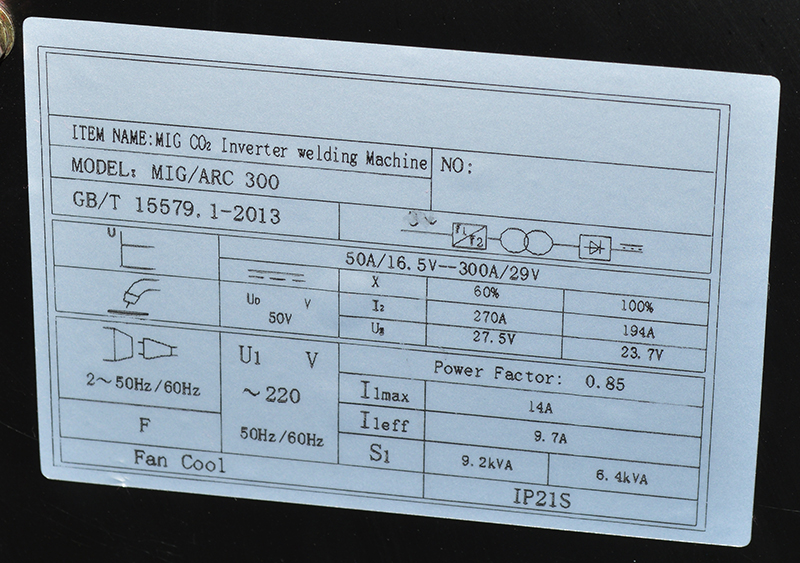 ITEM NAME:MIG CO₂ Inverter welding Machine
NO:
MODEL: MIG/ARC 300
GB/T 15579.1-2013
f1
f2
U
50A/16.5V--300A/29V
X 60% 100%
U₀ V
50V
I₂ 270A 194A
27.5V 23.7V
U1 V
Power Factor: 0.85
2~50Hz/60Hz
~220
50Hz/60Hz
I1max 14A
I1eff 9.7A
F
S1 9.2kVA 6.4kVA
Fan Cool
IP21S